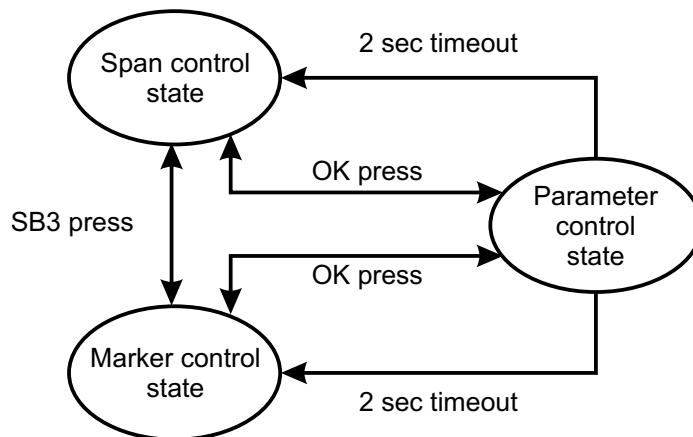 2 sec timeout
Span control
state
OK press
Parameter
control
state
SB3 press
OK press
Marker control
state
2 sec timeout